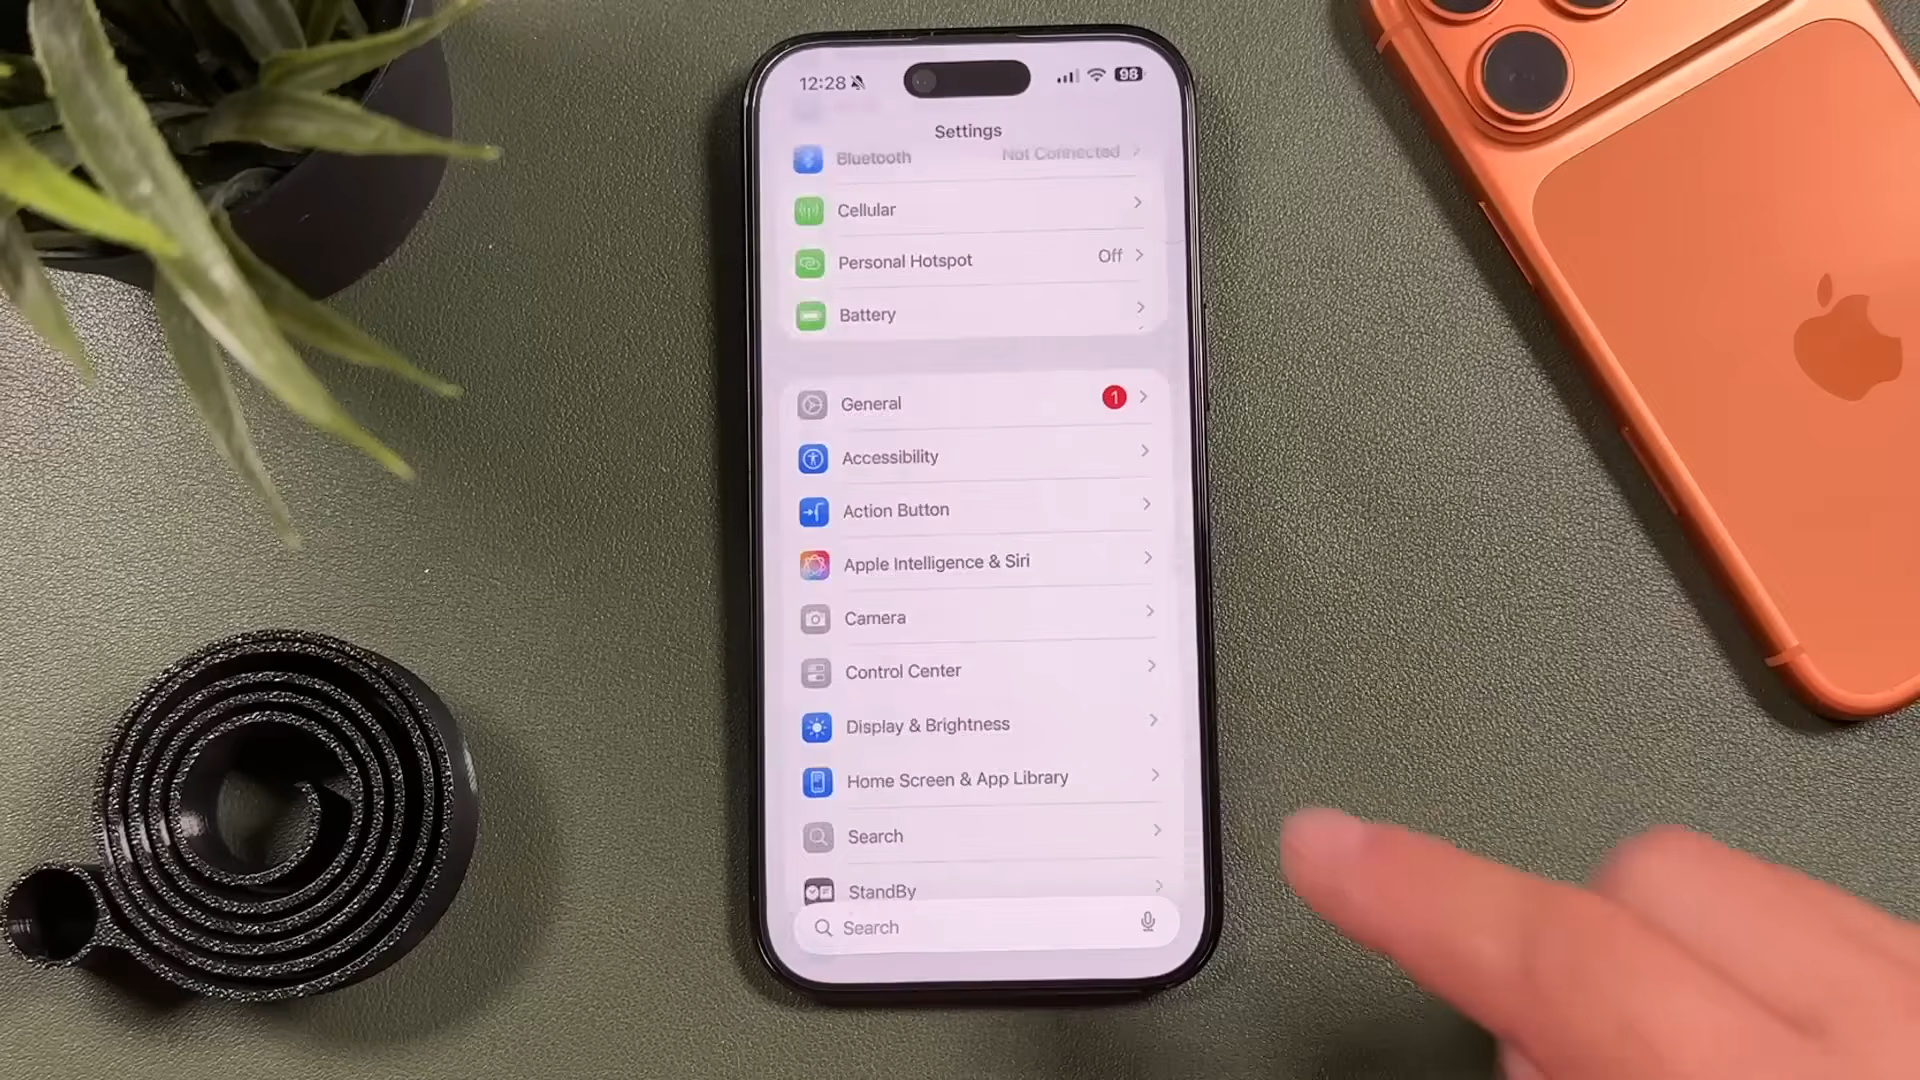 12:28 98
Settings
Bluetooth Not Connected
Cellular
Personal Hotspot Off
Battery
General 1
Accessibility
Action Button
Apple Intelligence & Siri
Camera
Control Center
Display & Brightness
Home Screen & App Library
Search
StandBy
Search